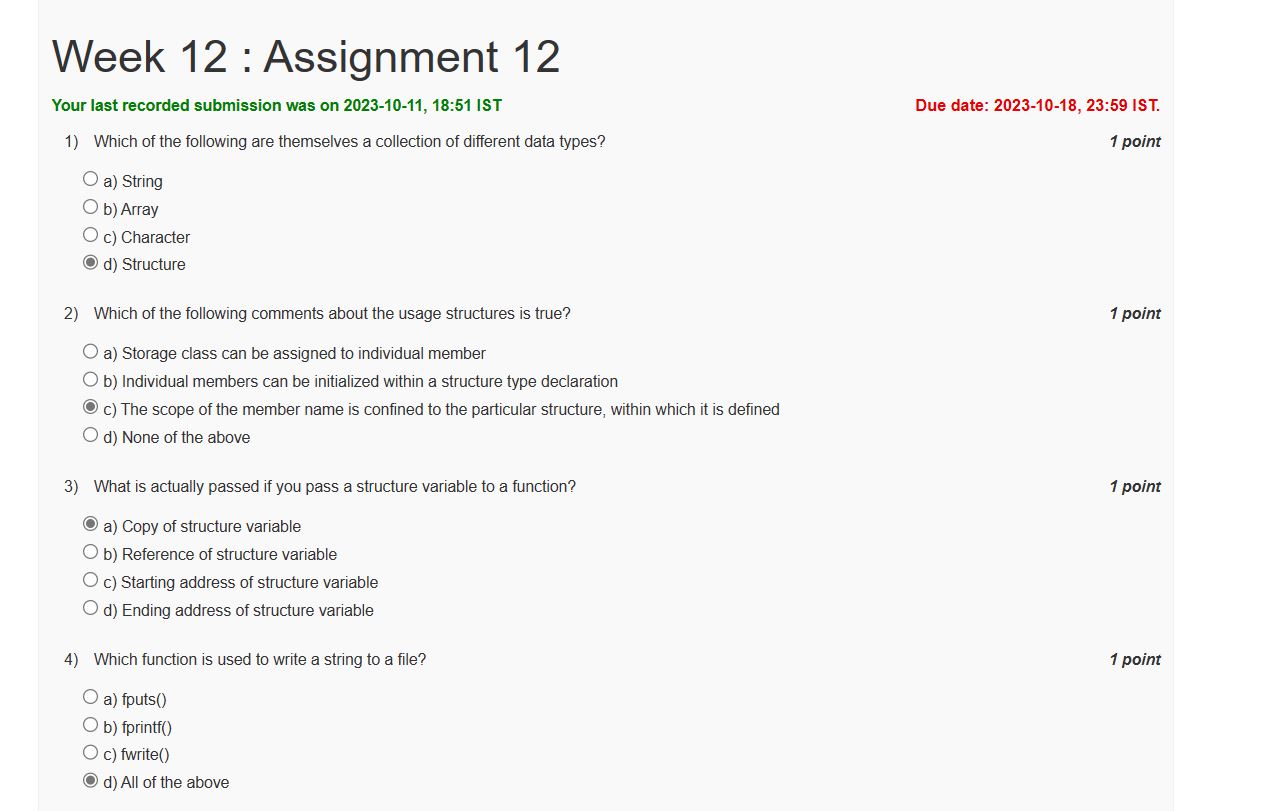 Week 12 : Assignment 12
Your last recorded submission was on 2023-10-11, 18:51 IST Due date: 2023-10-18, 23:59 IST.
1) Which of the following are themselves a collection of different data types? 1 point
a) String
b) Array
c) Character
d) Structure
2) Which of the following comments about the usage structures is true? 1 point
a) Storage class can be assigned to individual member
b) Individual members can be initialized within a structure type declaration
c) The scope of the member name is confined to the particular structure, within which it is defined
d) None of the above
3) What is actually passed if you pass a structure variable to a function? 1 point
a) Copy of structure variable
b) Reference of structure variable
c) Starting address of structure variable
d) Ending address of structure variable
4) Which function is used to write a string to a file? 1 point
a) fputs()
b) fprintf()
c) fwrite()
d) All of the above